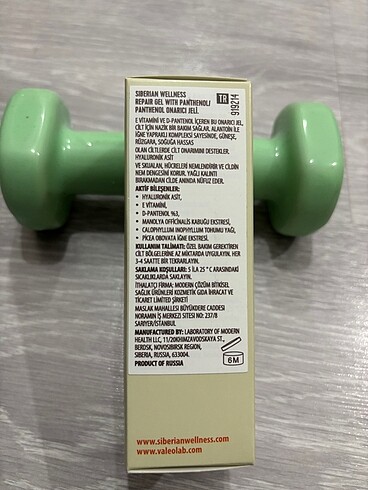 SIBERIAN WELLNESS
REPAIR GEL WITH PANTHENOL/
PANTHENOL ONARICI JELİ.
TR
919214
E VİTAMİNİ VE D-PANTENOL İÇEREN BU ONARICI JEL,
CİLT İÇİN NAZİK BİR BAKIM SAĞLAR. ALANTOİN İLE
İĞNE YAPRAKLI KOMPLEKSİ SAYESİNDE, GÜNEŞE,
RÜZGARA, SOĞUĞA HASSAS
OLAN CİLTLERDE CİLT ONARIMINI DESTEKLER.
HYALURONİK ASİT
VE SKUALAN, HÜCRELERİ NEMLENDİRİR VE CİLDİN
NEM DENGESİNİ KORUR. YAĞLI KALINTI
BIRAKMADAN CİLDE ANINDA NÜFUZ EDER.
AKTİF BİLEŞENLER:
• HYALURONİK ASİT,
• E VİTAMİNİ,
• D-PANTENOL %3,
• MANOLYA OFFICINALIS KABUĞU EKSTRESİ,
• CALOPHYLLUM INOPHYLLUM TOHUMU YAĞI,
• PICEA OBOVATA İĞNE EKSTRESİ.
KULLANIM TALİMATI: ÖZEL BAKIM GEREKTİREN
CİLT BÖLGELERİNE AZ MİKTARDA UYGULAYIN. HER
3-4 SAATTE BİR TEKRARLAYIN.
SAKLAMA KOŞULLARI: 5 İLA 25 ° C ARASINDAKİ
SICAKLIKLARDA SAKLAYIN.
İTHALATÇI FIRMA: MODERN ÇÖZÜM BİTKİSEL
SAĞLIK ÜRÜNLERİ KOZMETİK GIDA İHRACAT VE
TİCARET LİMİTED ŞİRKETİ
MASLAK MAHALLESİ BÜYÜKDERE CADDESİ
NORAMİN İŞ MERKEZİ SİTESİ NO: 237/8
SARIYER/İSTANBUL
MANUFACTURED BY: LABORATORY OF MODERN
HEALTH LLC, 11/20KHIMZAVODSKAYA ST.,
BERDSK, NOVOSIBIRSK REGION,
SIBERIA, RUSSIA, 633004.
PRODUCT OF RUSSIA
6M
www.siberianwellness.com
www.valeolab.com